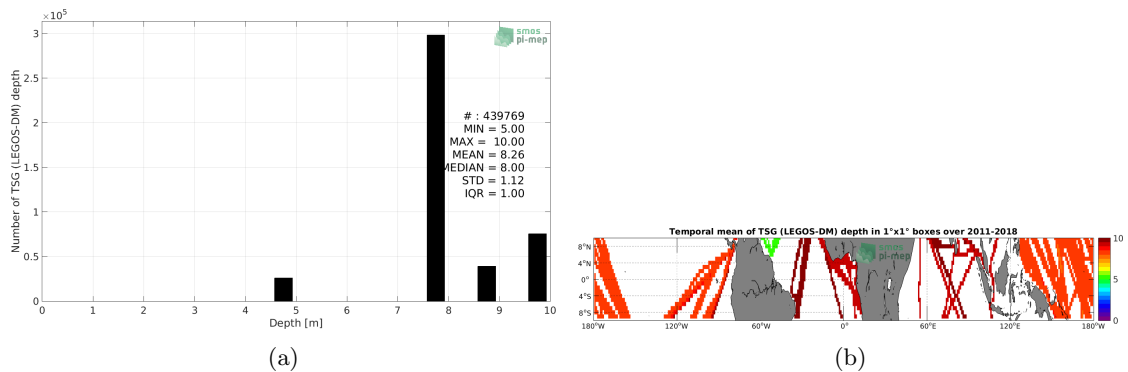 ×10⁵
3
2.5
2
1.5
1
0.5
0
Number of TSG (LEGOS-DM) depth
smos
pi-mep
# : 439769
MIN = 5.00
MAX = 10.00
MEAN = 8.26
MEDIAN = 8.00
STD = 1.12
IQR = 1.00
0 1 2 3 4 5 6 7 8 9 10
Depth [m]
(a)
Temporal mean of TSG (LEGOS-DM) depth in 1°x1° boxes over 2011-2018
8°N
4°N
0°
4°S
8°S
smos
pi-mep
180°W 120°W 60°W 0° 60°E 120°E 180°W
10
5
0
(b)